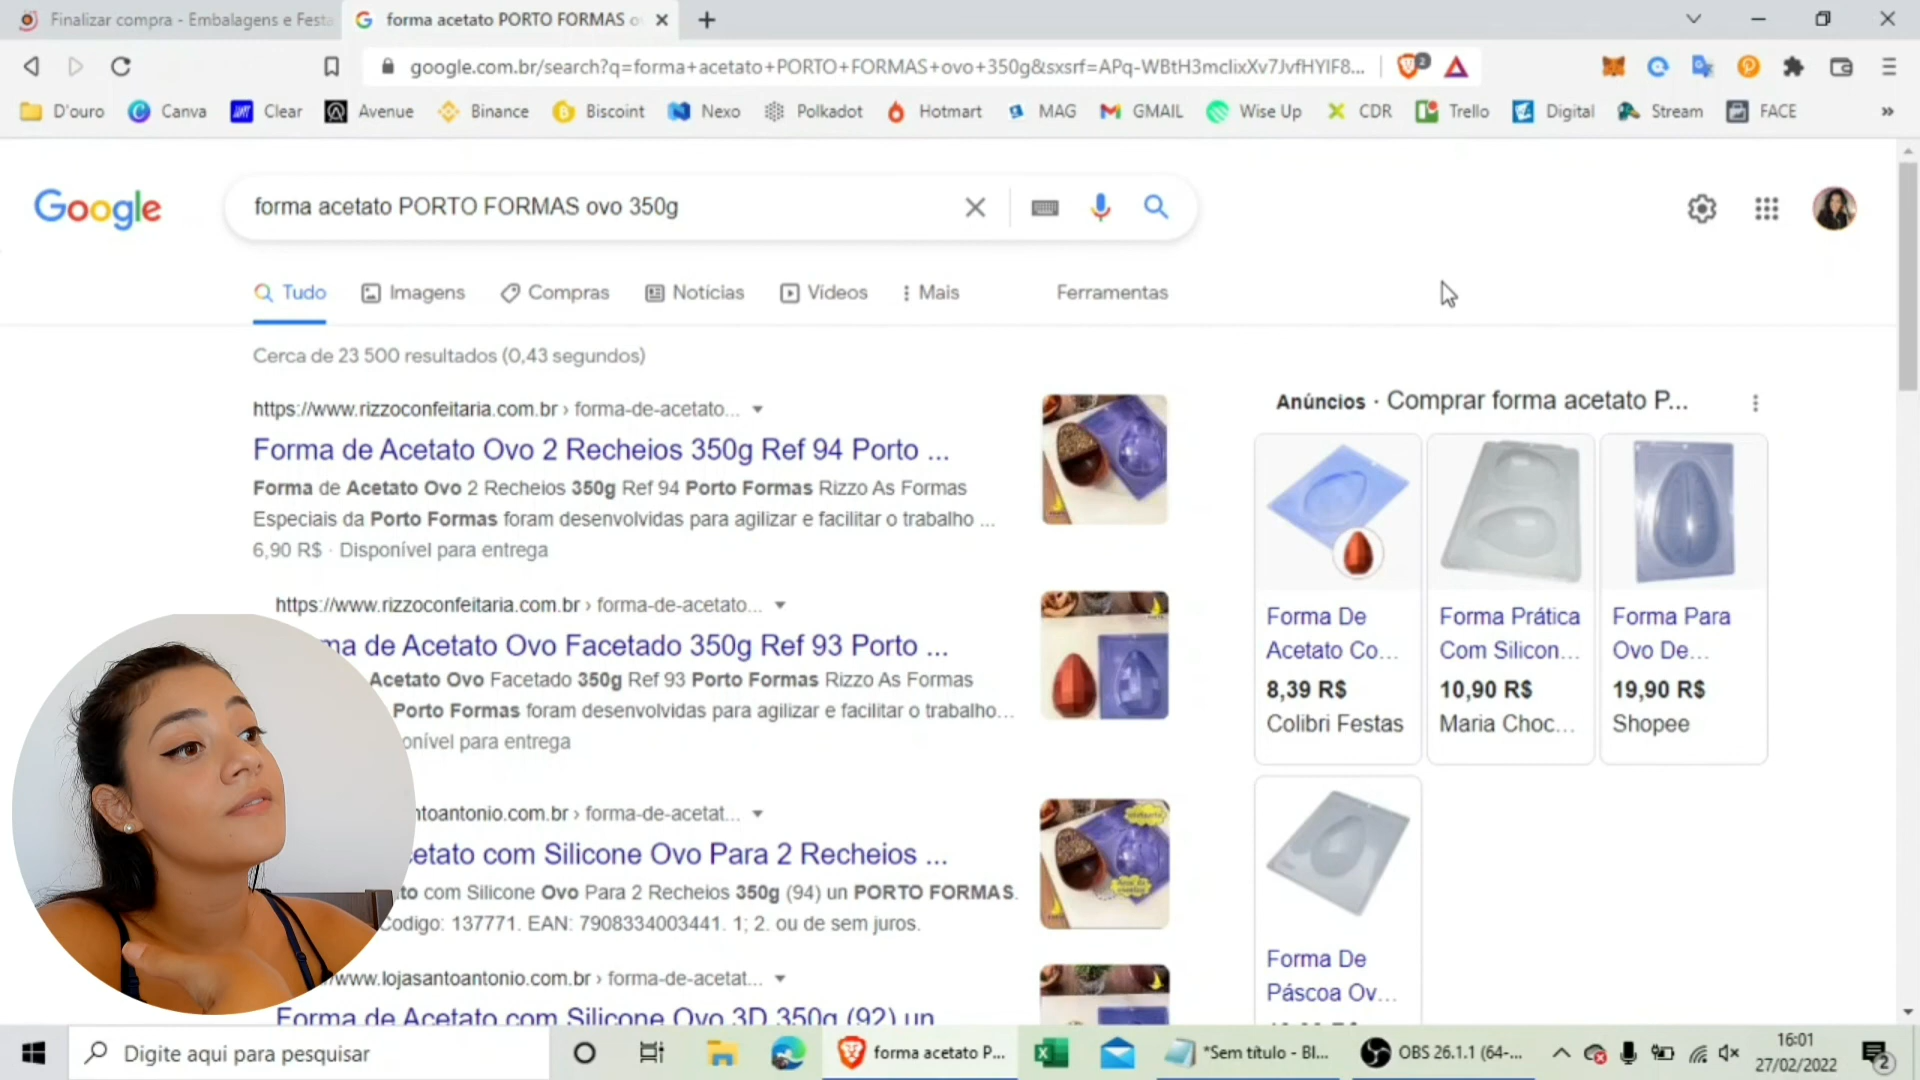 Finalizar compra - Embalagens e Festa
forma acetato PORTO FORMAS o
google.com.br/search?q=forma+acetato+PORTO+FORMAS+ovo+350g&sxsrf=APq-WBtH3mclixXv7JvfHYIF8...
2
D'ouro
Canva
Clear
Avenue
Binance
Biscoint
Nexo
Polkadot
Hotmart
MAG
GMAIL
Wise Up
CDR
Trello
Digital
Stream
FACE
»
Google
forma acetato PORTO FORMAS ovo 350g
Tudo
Imagens
Compras
Notícias
Vídeos
Mais
Ferramentas
Cerca de 23 500 resultados (0,43 segundos)
https://www.rizzoconfeitaria.com.br › forma-de-acetato...
Forma de Acetato Ovo 2 Recheios 350g Ref 94 Porto ...
Forma de Acetato Ovo 2 Recheios 350g Ref 94 Porto Formas Rizzo As Formas
Especiais da Porto Formas foram desenvolvidas para agilizar e facilitar o trabalho ...
6,90 R$ · Disponível para entrega
https://www.rizzoconfeitaria.com.br › forma-de-acetato...
ma de Acetato Ovo Facetado 350g Ref 93 Porto ...
Acetato Ovo Facetado 350g Ref 93 Porto Formas Rizzo As Formas
Porto Formas foram desenvolvidas para agilizar e facilitar o trabalho...
onível para entrega
ntoantonio.com.br › forma-de-acetat...
cetato com Silicone Ovo Para 2 Recheios ...
to com Silicone Ovo Para 2 Recheios 350g (94) un PORTO FORMAS.
Codigo: 137771. EAN: 7908334003441. 1; 2. ou de sem juros.
www.lojasantoantonio.com.br › forma-de-acetat...
Forma de Acetato com Silicone Ovo 3D 350g (92) un
Anúncios · Comprar forma acetato P...
Forma De
Acetato Co...
8,39 R$
Colibri Festas
Forma Prática
Com Silicon...
10,90 R$
Maria Choc...
Forma Para
Ovo De...
19,90 R$
Shopee
Forma De
Páscoa Ov...
Digite aqui para pesquisar
forma acetato P...
*Sem título - Bl...
OBS 26.1.1 (64-...
16:01
27/02/2022
2